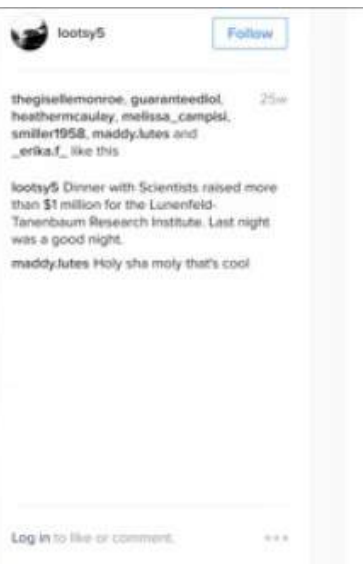 lootsy5
Follow
thegisellemonroe, guaranteedlol, 25w
heathermcaulay, melissa_campisi,
smiller1958, maddy.lutes and
_erika.f_ like this
lootsy5 Dinner with Scientists raised more
than $1 million for the Lunenfeld-
Tanenbaum Research Institute. Last night
was a good night.
maddy.lutes Holy sha moly that's cool
Log in to like or comment.